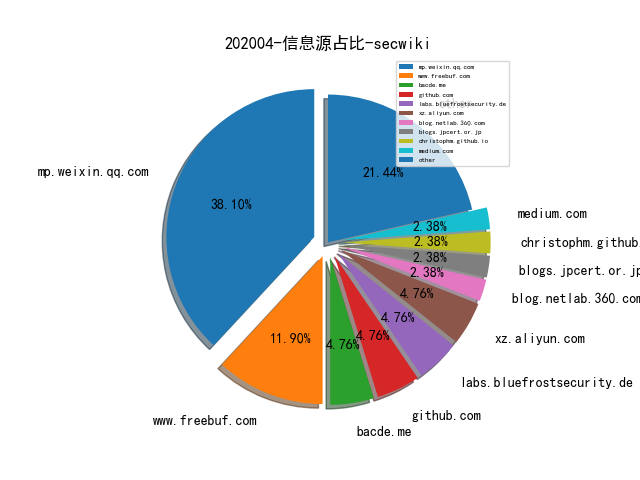 202004-信息源占比-secwiki
mp.weixin.qq.com
www.freebuf.com
bacde.me
github.com
labs.bluefrostsecurity.de
xz.aliyun.com
blog.netlab.360.com
blogs.jpcert.or.jp
christophm.github.io
medium.com
other
mp.weixin.qq.com
38.10%
21.44%
2.38%
medium.com
2.38%
christophm.github.
2.38%
blogs.jpcert.or.jp
2.38%
blog.netlab.360.com
4.76%
xz.aliyun.com
4.76%
labs.bluefrostsecurity.de
4.76%
github.com
4.76%
bacde.me
11.90%
www.freebuf.com